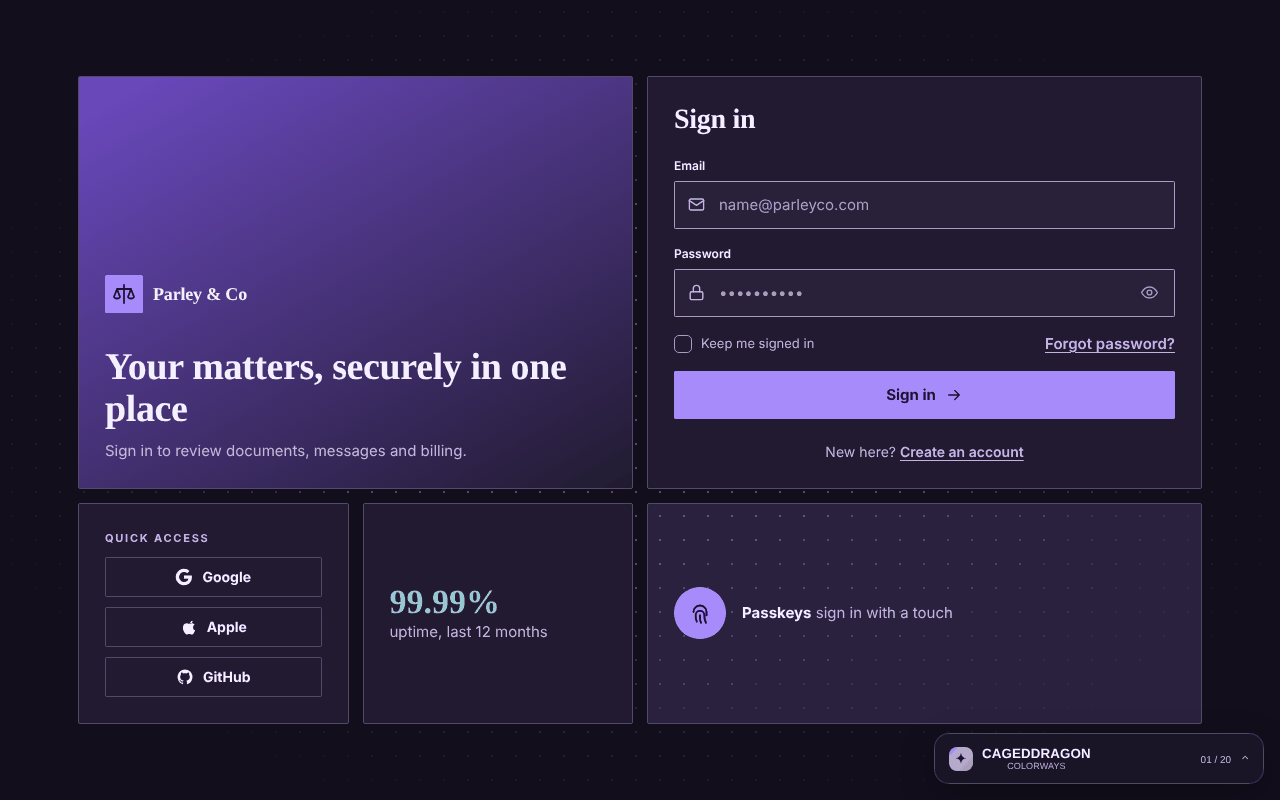 Parley & Co
Your matters, securely in one
place
Sign in to review documents, messages and billing.
Sign in
Email
name@parleyco.com
Password
Keep me signed in
Forgot password?
Sign in
New here? Create an account
QUICK ACCESS
Google
Apple
GitHub
99.99%
uptime, last 12 months
Passkeys sign in with a touch
CAGEDDRAGON
COLORWAYS
01 / 20